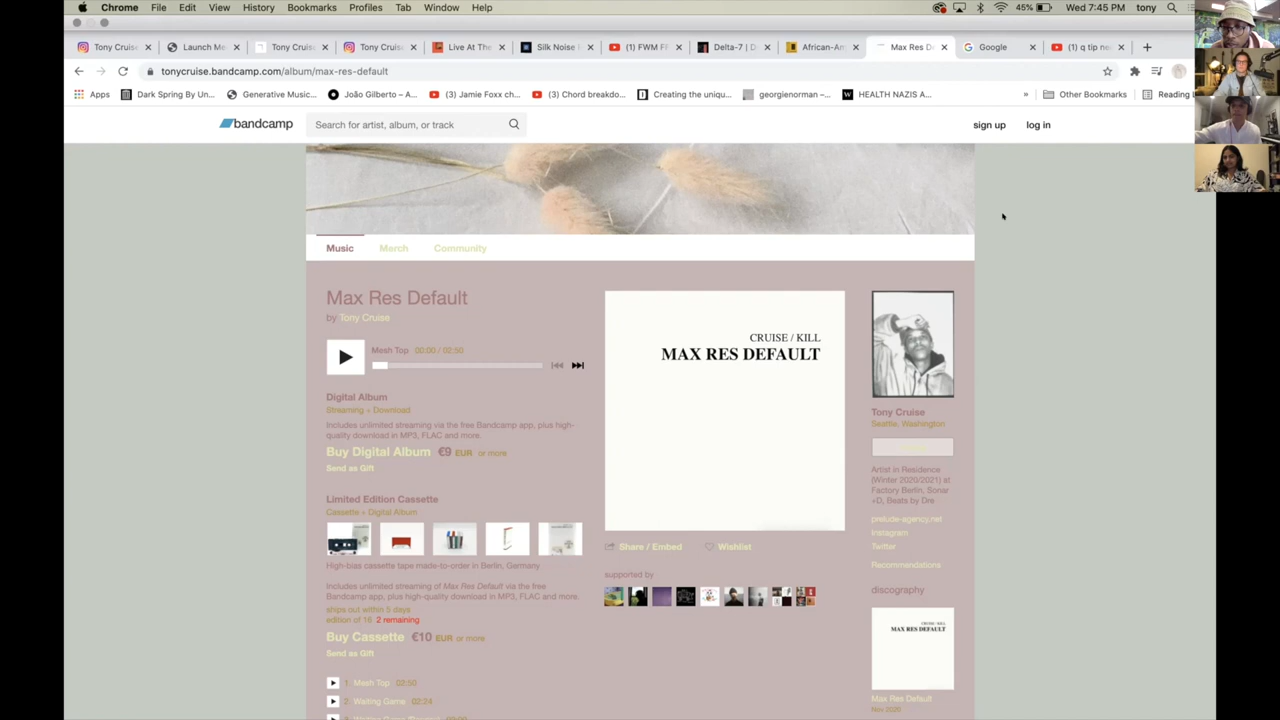 Chrome File Edit View History Bookmarks Profiles Tab Window Help 45% Wed 7:45 PM tony
Tony Cruise Launch Me Tony Cruis Tony Cruis Live At The Silk Noise (1) FWM FF Delta-7 | D African-An Max Res D Google (1) q tip ne
tonycruise.bandcamp.com/album/max-res-default
Apps Dark Spring By Un... Generative Music... João Gilberto – A... (3) Jamie Foxx ch... (3) Chord breakdo... Creating the uniqu... georgienorman –... HEALTH NAZIS A... » Other Bookmarks Reading
bandcamp Search for artist, album, or track sign up log in
Music Merch Community
Max Res Default
by Tony Cruise
Mesh Top 00:00 / 02:50
Digital Album
Streaming + Download
Includes unlimited streaming via the free Bandcamp app, plus high-
quality download in MP3, FLAC and more.
Buy Digital Album €9 EUR or more
Send as Gift
Limited Edition Cassette
Cassette + Digital Album
High-bias cassette tape made-to-order in Berlin, Germany
Includes unlimited streaming of Max Res Default via the free
Bandcamp app, plus high-quality download in MP3, FLAC and more.
ships out within 5 days
edition of 16 2 remaining
Buy Cassette €10 EUR or more
Send as Gift
1. Mesh Top 02:50
2. Waiting Game 02:24
CRUISE / KILL
MAX RES DEFAULT
Share / Embed Wishlist
supported by
Tony Cruise
Seattle, Washington
Artist in Residence
(Winter 2020/2021) at
Factory Berlin, Sonar
+D, Beats by Dre
prelude-agency.net
Instagram
Twitter
Recommendations
discography
CRUISE / KILL
MAX RES DEFAULT
Max Res Default
Nov 2020